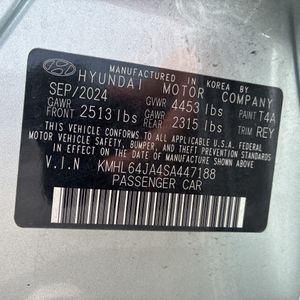 MANUFACTURED IN KOREA BY
HYUNDAI MOTOR COMPANY
SEP/2024 GVWR 4453 lbs PAINT T4A
GAWR FRONT 2513 lbs GAWR REAR 2315 lbs TRIM REY
THIS VEHICLE CONFORMS TO ALL APPLICABLE U.S.A. FEDERAL
MOTOR VEHICLE SAFETY, BUMPER, AND THEFT PREVENTION
STANDARDS IN EFFECT ON THE DATE OF MANUFACTURE SHOWN ABOVE.
V.I.N KMHL64JA4SA447188
PASSENGER CAR